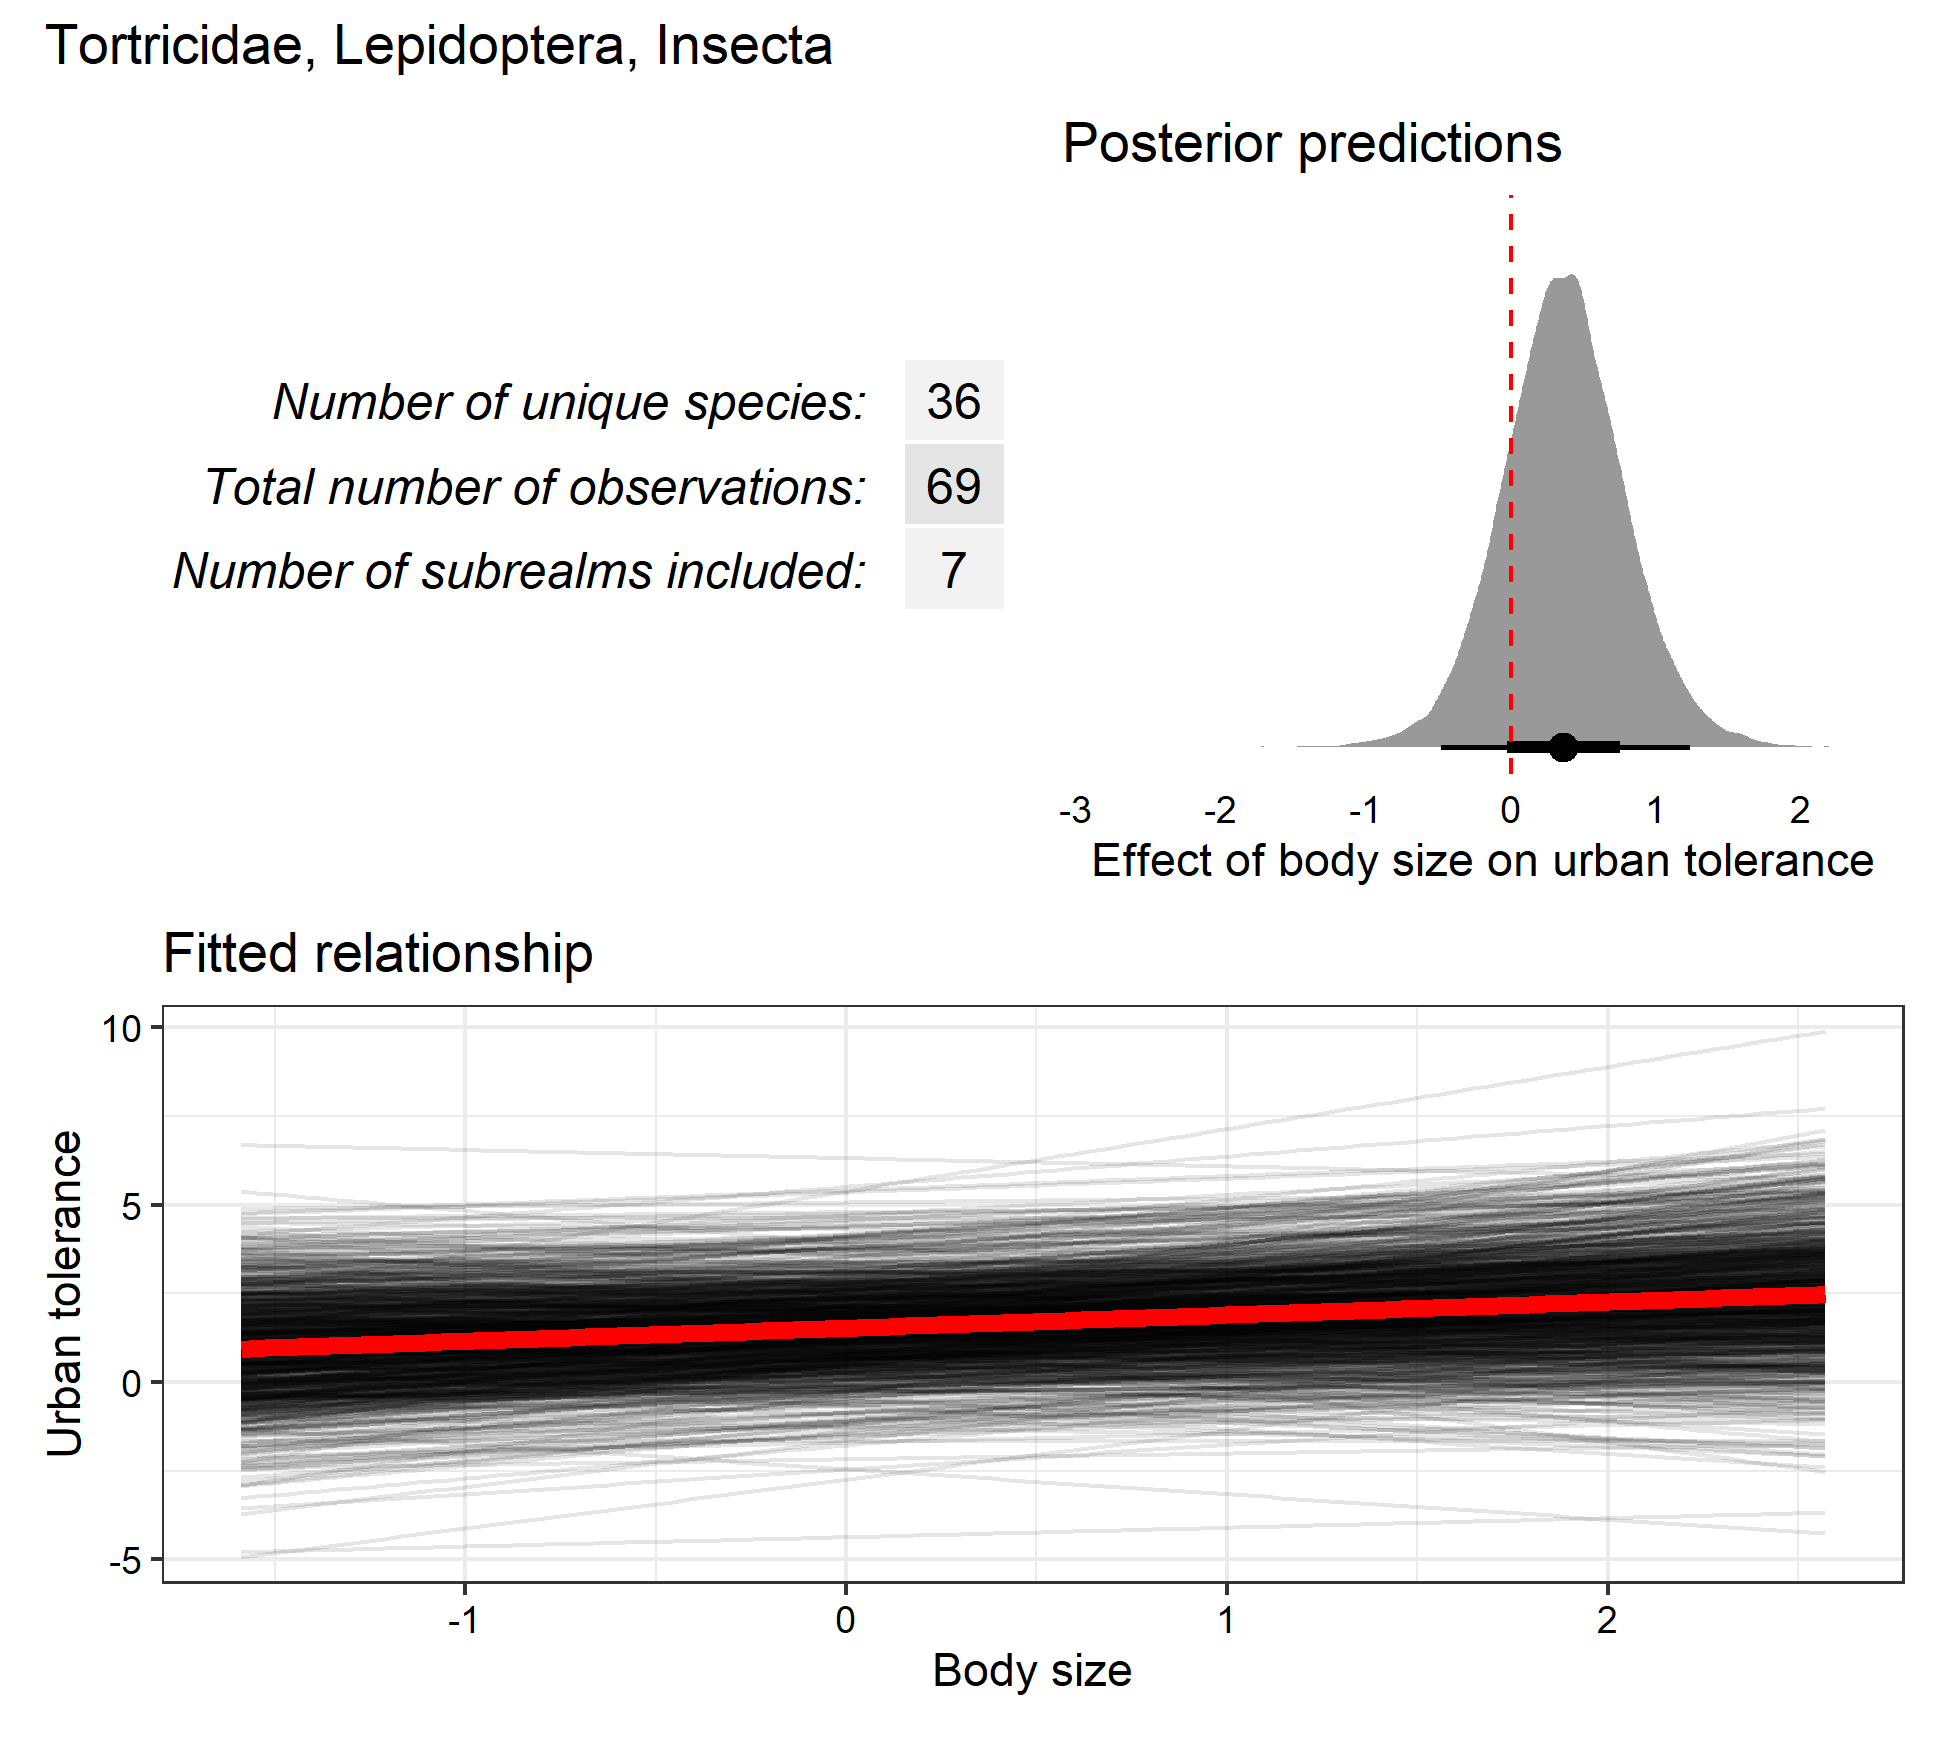 Tortricidae, Lepidoptera, Insecta
Posterior predictions
Number of unique species: 36
Total number of observations: 69
Number of subrealms included: 7
-3 -2 -1 0 1 2
Effect of body size on urban tolerance
Fitted relationship
10
5
0
-5
Urban tolerance
-1 0 1 2
Body size